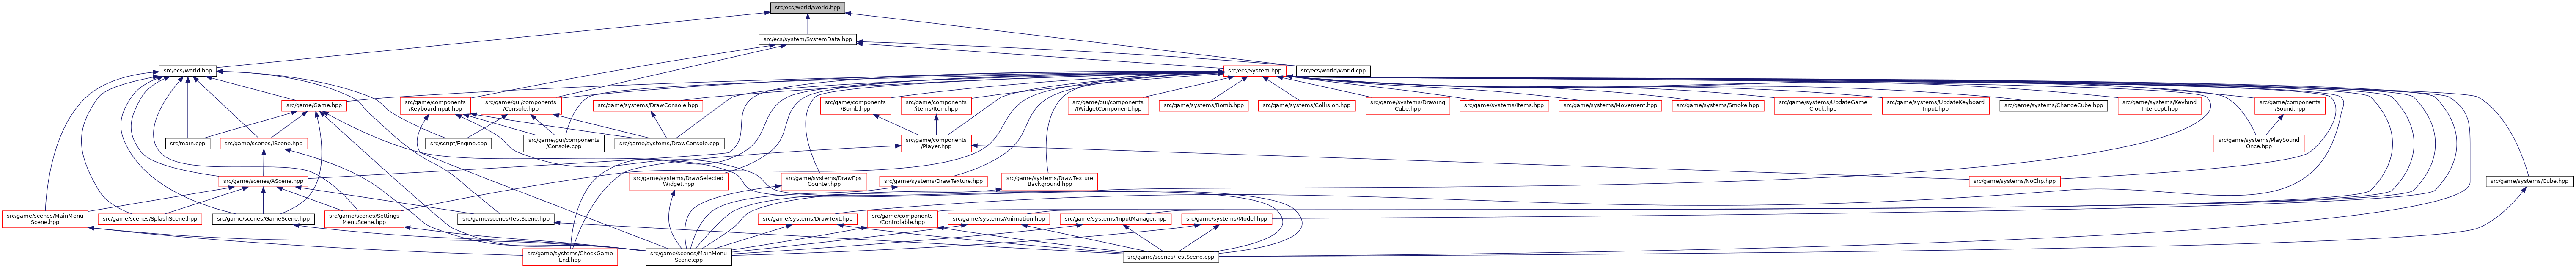 src/ecs/world/World.hpp
src/ecs/system/SystemData.hpp
src/ecs/World.hpp
src/ecs/System.hpp
src/ecs/world/World.cpp
src/game/Game.hpp
src/game/components
/KeyboardInput.hpp
src/game/gui/components
/Console.hpp
src/game/systems/DrawConsole.hpp
src/game/components
/Bomb.hpp
src/game/components
/items/Item.hpp
src/game/gui/components
/IWidgetComponent.hpp
src/game/systems/Bomb.hpp
src/game/systems/Collision.hpp
src/game/systems/Drawing
Cube.hpp
src/game/systems/Items.hpp
src/game/systems/Movement.hpp
src/game/systems/Smoke.hpp
src/game/systems/UpdateGame
Clock.hpp
src/game/systems/UpdateKeyboard
Input.hpp
src/game/systems/ChangeCube.hpp
src/game/systems/Keybind
Intercept.hpp
src/game/components
/Sound.hpp
src/main.cpp
src/game/scenes/IScene.hpp
src/script/Engine.cpp
src/game/gui/components
/Console.cpp
src/game/systems/DrawConsole.cpp
src/game/components
/Player.hpp
src/game/systems/PlaySound
Once.hpp
src/game/scenes/AScene.hpp
src/game/systems/DrawSelected
Widget.hpp
src/game/systems/DrawFps
Counter.hpp
src/game/systems/DrawTexture.hpp
src/game/systems/DrawTexture
Background.hpp
src/game/systems/NoClip.hpp
src/game/systems/Cube.hpp
src/game/scenes/MainMenu
Scene.hpp
src/game/scenes/SplashScene.hpp
src/game/scenes/GameScene.hpp
src/game/scenes/Settings
MenuScene.hpp
src/game/scenes/TestScene.hpp
src/game/systems/DrawText.hpp
src/game/components
/Controlable.hpp
src/game/systems/Animation.hpp
src/game/systems/InputManager.hpp
src/game/systems/Model.hpp
src/game/systems/CheckGame
End.hpp
src/game/scenes/MainMenu
Scene.cpp
src/game/scenes/TestScene.cpp